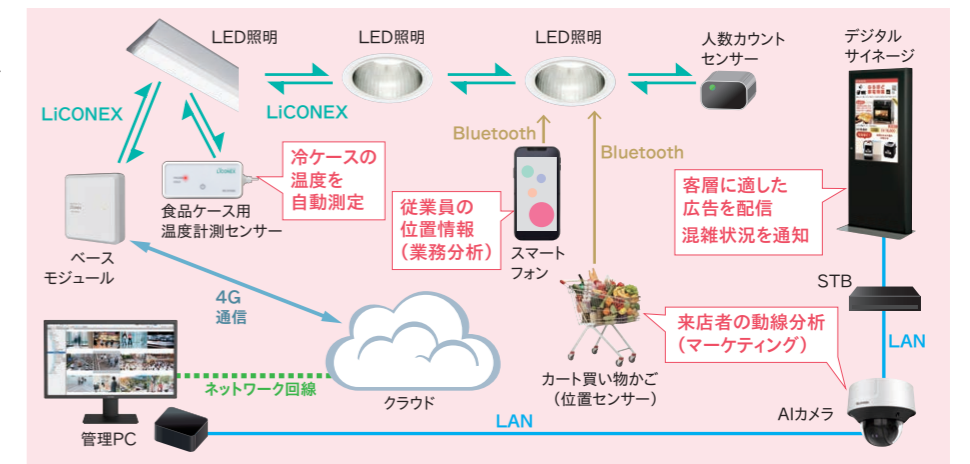 LED照明
LED照明
LED照明
人数カウント
センサー
デジタル
サイネージ
LiCONEX
LiCONEX
Bluetooth
Bluetooth
冷ケースの
温度を
自動測定
食品ケース用
温度計測センサー
従業員の
位置情報
（業務分析）
スマート
フォン
客層に適した
広告を配信
混雑状況を通知
ベース
モジュール
4G
通信
STB
来店者の動線分析
（マーケティング）
LAN
ネットワーク回線
クラウド
カート買い物かご
（位置センサー）
AIカメラ
管理PC
LAN